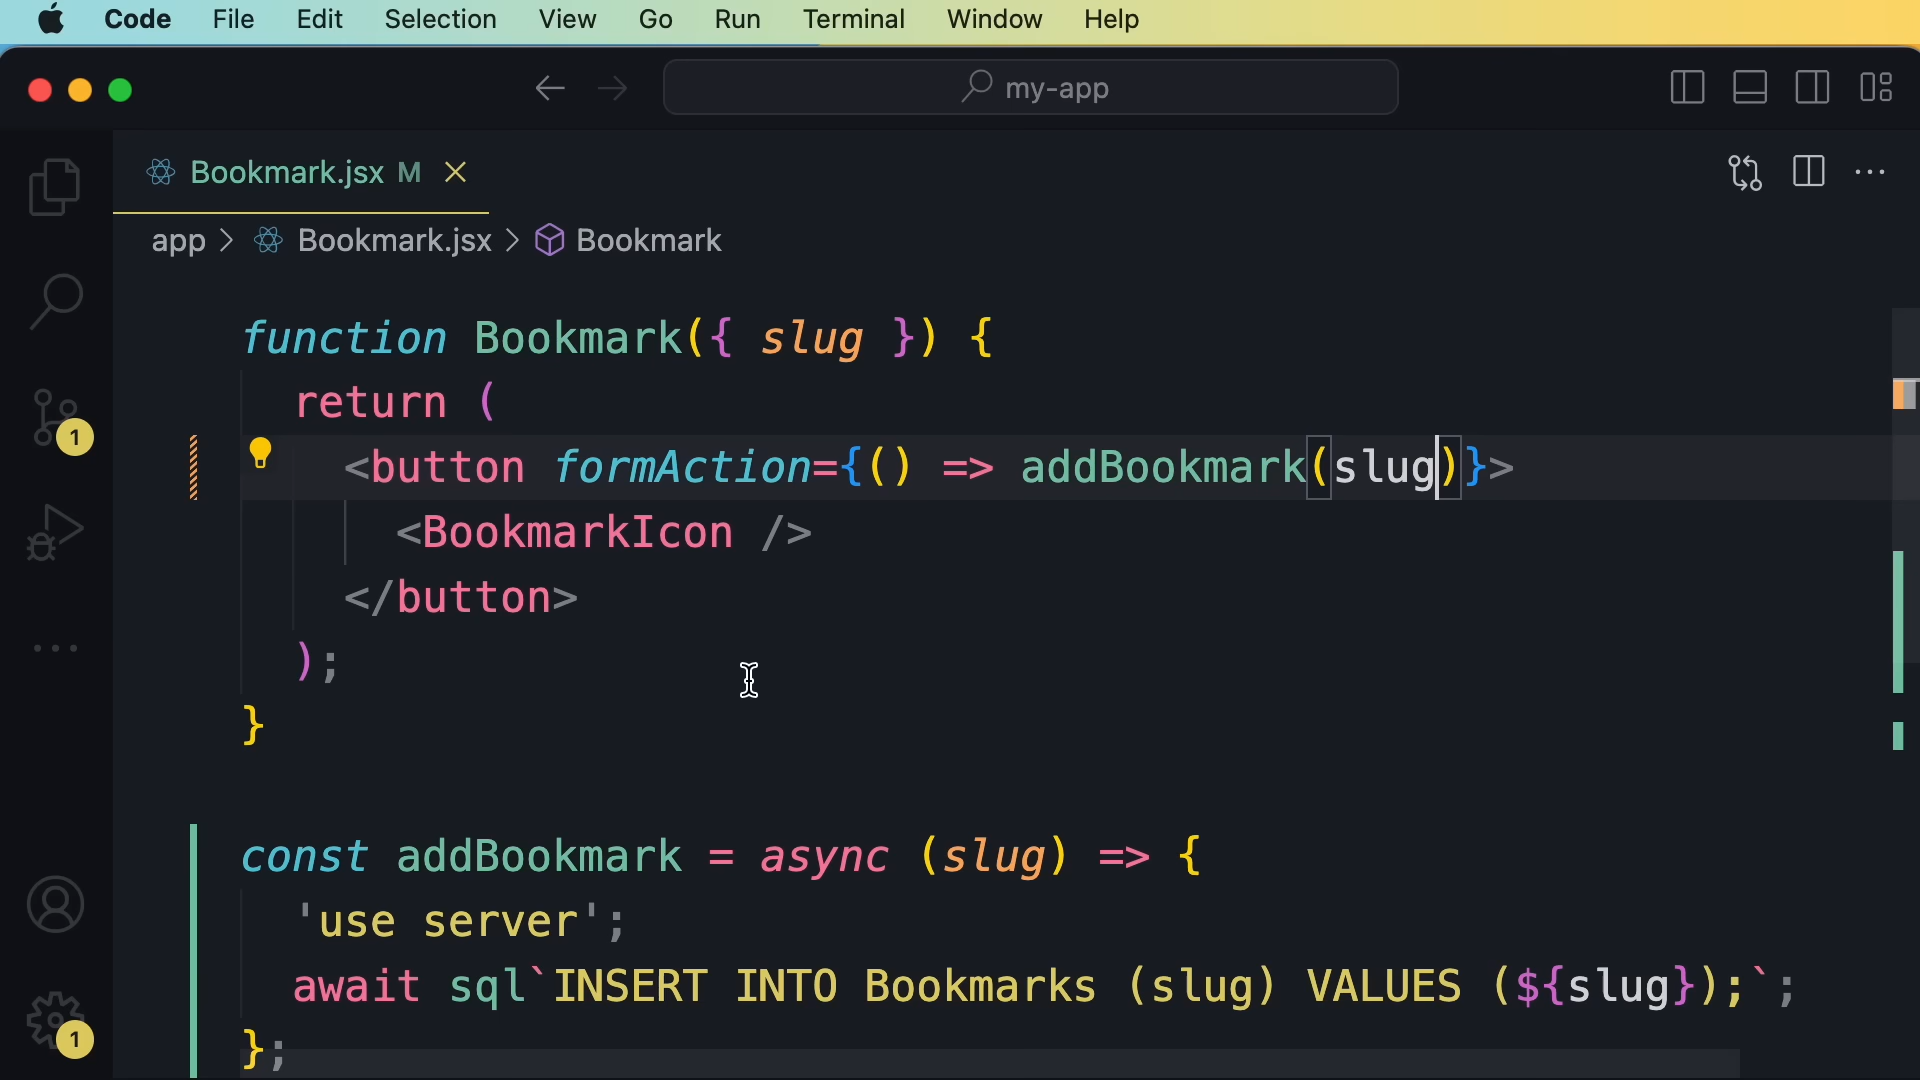 Code File Edit Selection View Go Run Terminal Window Help
my-app
Bookmark.jsx M
app > Bookmark.jsx > Bookmark
function Bookmark({ slug }) {
return (
<button formAction={() => addBookmark(slug)}>
<BookmarkIcon />
</button>
);
}
const addBookmark = async (slug) => {
'use server';
await sql`INSERT INTO Bookmarks (slug) VALUES (${slug});`;
};
1
1